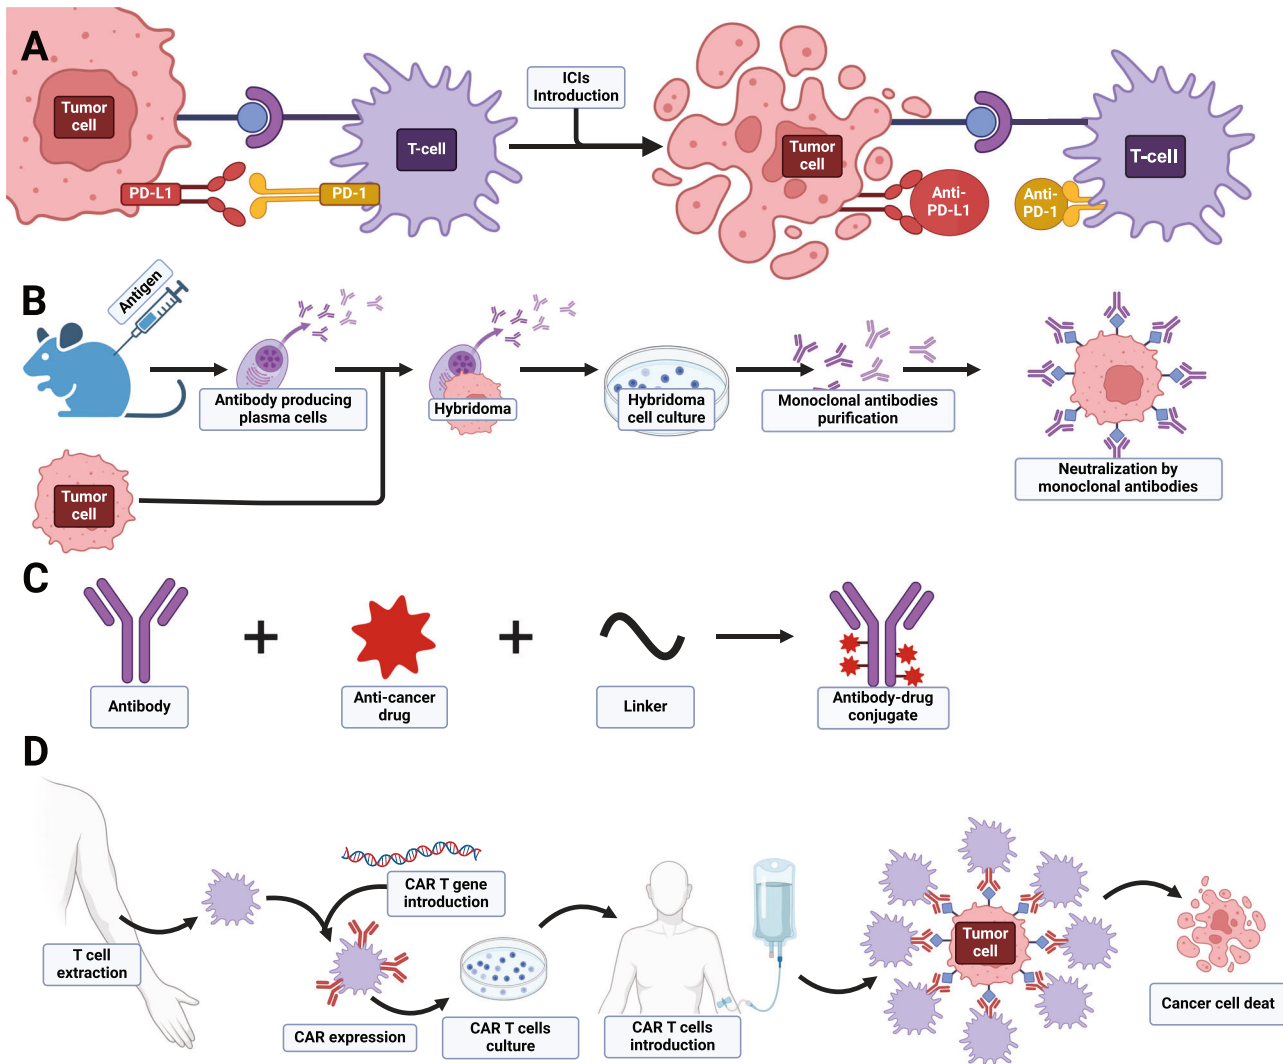 A
Tumor
cell
T-cell
PD-L1
PD-1
ICIs
Introduction
Tumor
cell
T-cell
Anti-
PD-L1
Anti-
PD-1
B
Antigen
Antibody producing
plasma cells
Hybridoma
Hybridoma
cell culture
Monoclonal antibodies
purification
Neutralization by
monoclonal antibodies
Tumor
cell
C
Antibody
Anti-cancer
drug
Linker
Antibody-drug
conjugate
D
T cell
extraction
CAR T gene
introduction
CAR expression
CAR T cells
culture
CAR T cells
introduction
Tumor
cell
Cancer cell deat